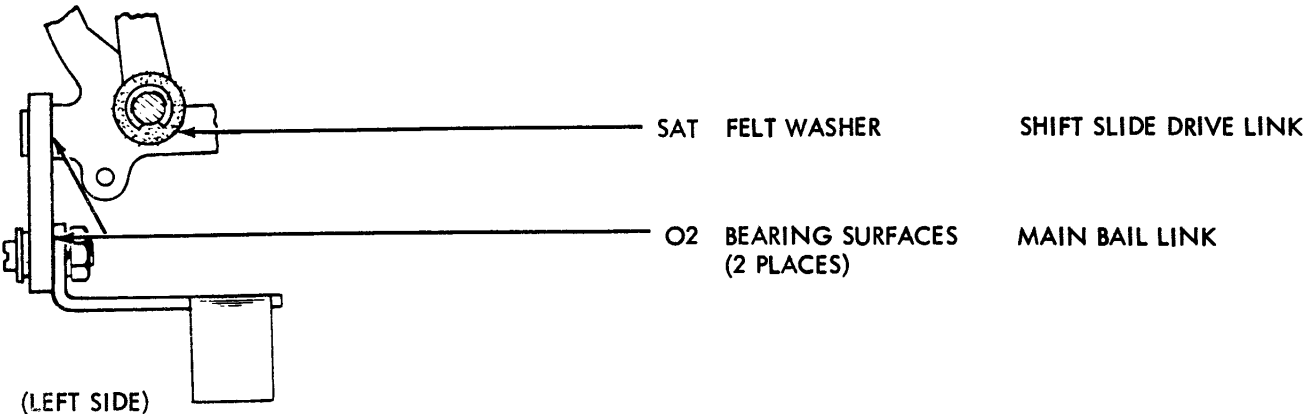 SAT FELT WASHER SHIFT SLIDE DRIVE LINK
O2 BEARING SURFACES MAIN BAIL LINK
(2 PLACES)
(LEFT SIDE)